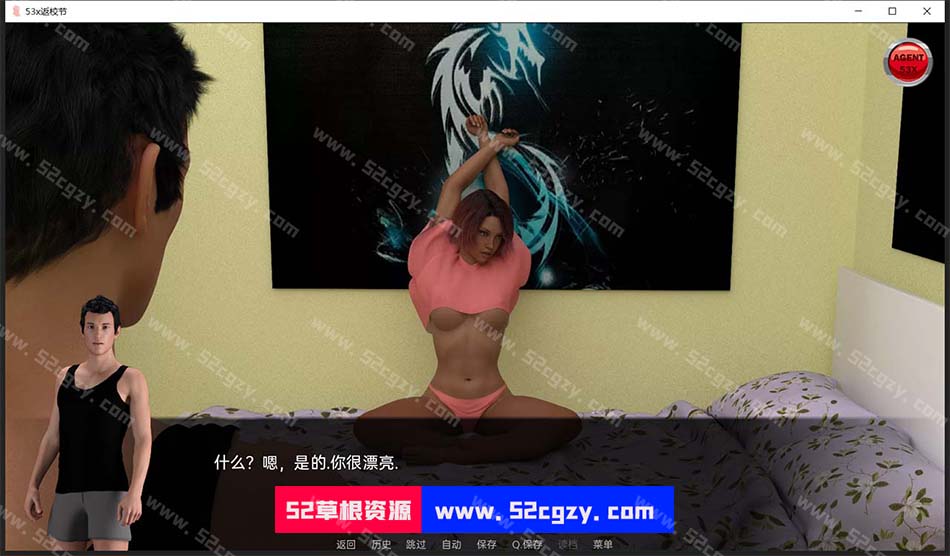 53x返校节
AGENT
53X
什么？嗯，是的.你很漂亮.
52草根资源 www.52cgzy.com
返回 历史 跳过 自动 保存 Q.保存 读档 菜单
www.52cgzy.com